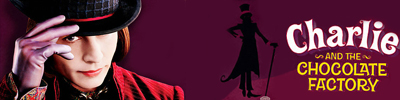 Charlie
AND THE
CHOCOLATE
FACTORY